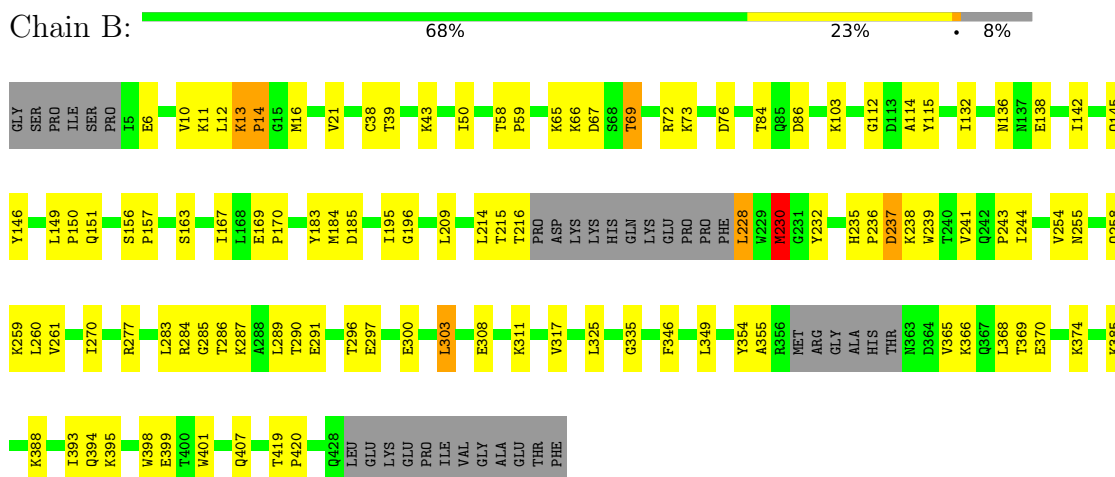 Chain B:
68% 23% • 8%
GLY SER PRO ILE SER PRO I5 E6 V10 K11 L12 K13 P14 G15 M16 V21 C38 T39 K43 I50 T58 P59 K65 K66 D67 S68 T69 R72 K73 D76 T84 Q85 D86 K103 G112 D113 A114 Y115 I132 N136 N137 E138 I142
Y146 L149 P150 Q151 S156 P157 S163 I167 L168 E169 P170 Y183 M184 D185 I195 G196 L209 L214 T215 T216 PRO ASP LYS LYS HIS GLN LYS GLU PRO PRO PHE L228 W229 M230 G231 Y232 H235 P236 D237 K238 W239 T240 V241 Q242 P243 I244 V254 N255
K259 L260 V261 I270 R277 L283 R284 G285 T286 K287 A288 L289 T290 E291 T296 E297 E300 L303 E308 K311 V317 L325 G335 F346 L349 Y354 A355 R356 MET ARG GLY ALA HIS THR N363 D364 V365 K366 Q367 L368 T369 E370 K374
K388 I393 Q394 K395 W398 E399 T400 W401 Q407 T419 P420 Q428 LEU GLU LYS GLU PRO ILE VAL GLY ALA GLU THR PHE